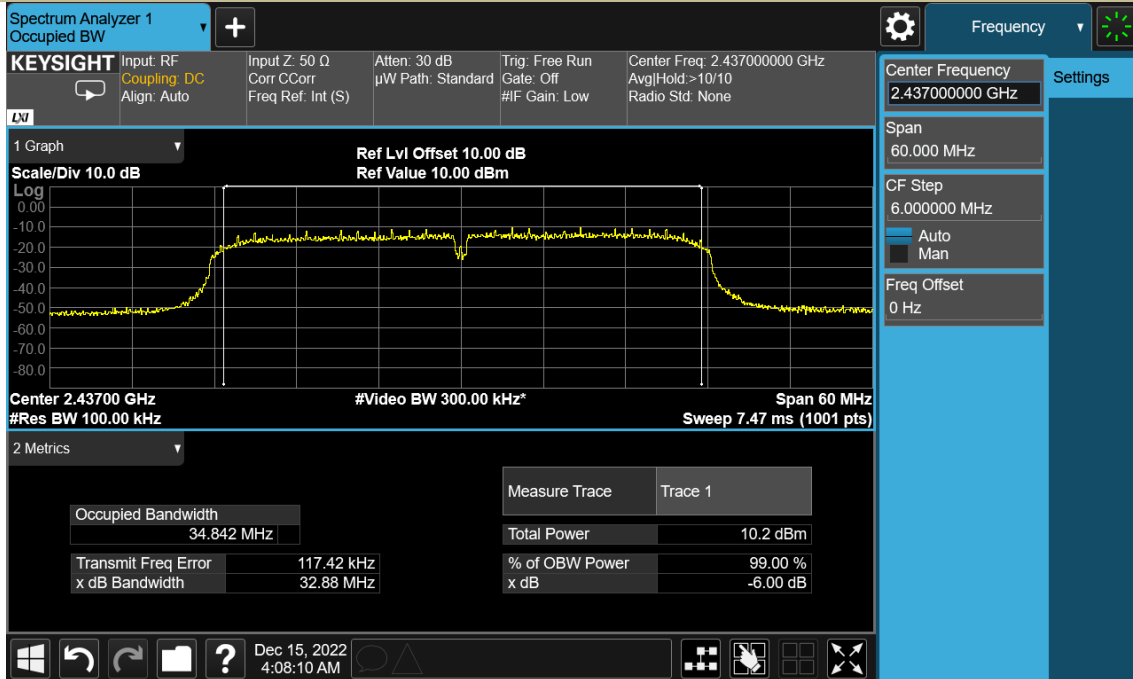 Spectrum Analyzer 1
Occupied BW
Frequency
KEYSIGHT
LXI
Input: RF
Coupling: DC
Align: Auto
Input Z: 50 Ω
Corr CCorr
Freq Ref: Int (S)
Atten: 30 dB
µW Path: Standard
Trig: Free Run
Gate: Off
#IF Gain: Low
Center Freq: 2.437000000 GHz
Avg|Hold:>10/10
Radio Std: None
Center Frequency
2.437000000 GHz
Settings
Span
60.000 MHz
CF Step
6.000000 MHz
Auto
Man
Freq Offset
0 Hz
1 Graph
Scale/Div 10.0 dB
Ref Lvl Offset 10.00 dB
Ref Value 10.00 dBm
Log
0.00
-10.0
-20.0
-30.0
-40.0
-50.0
-60.0
-70.0
-80.0
Center 2.43700 GHz
#Video BW 300.00 kHz*
Span 60 MHz
#Res BW 100.00 kHz
Sweep 7.47 ms (1001 pts)
2 Metrics
Measure Trace Trace 1
Occupied Bandwidth
34.842 MHz
Total Power 10.2 dBm
Transmit Freq Error 117.42 kHz
% of OBW Power 99.00 %
x dB Bandwidth 32.88 MHz
x dB -6.00 dB
?
Dec 15, 2022
4:08:10 AM